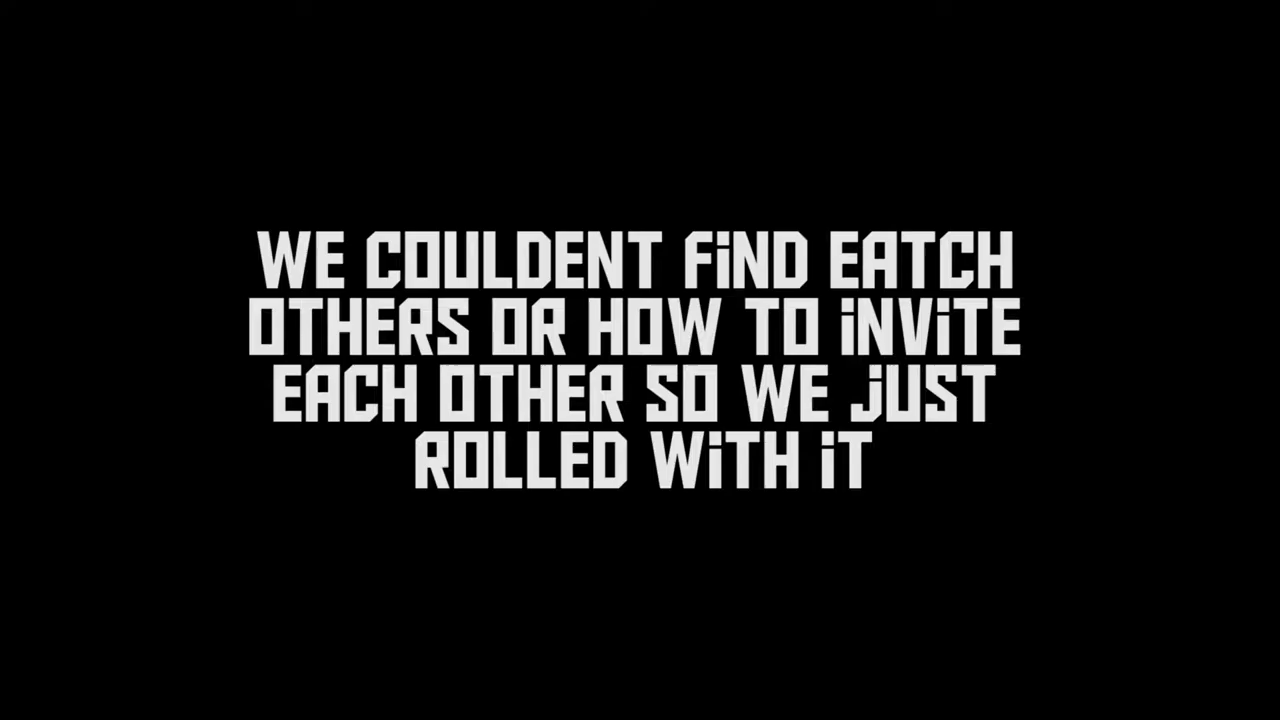 WE COULDENT FiND EATCH
OTHERS OR HOW TO iNViTE
EACH OTHER SO WE jUST
ROLLED WiTH iT